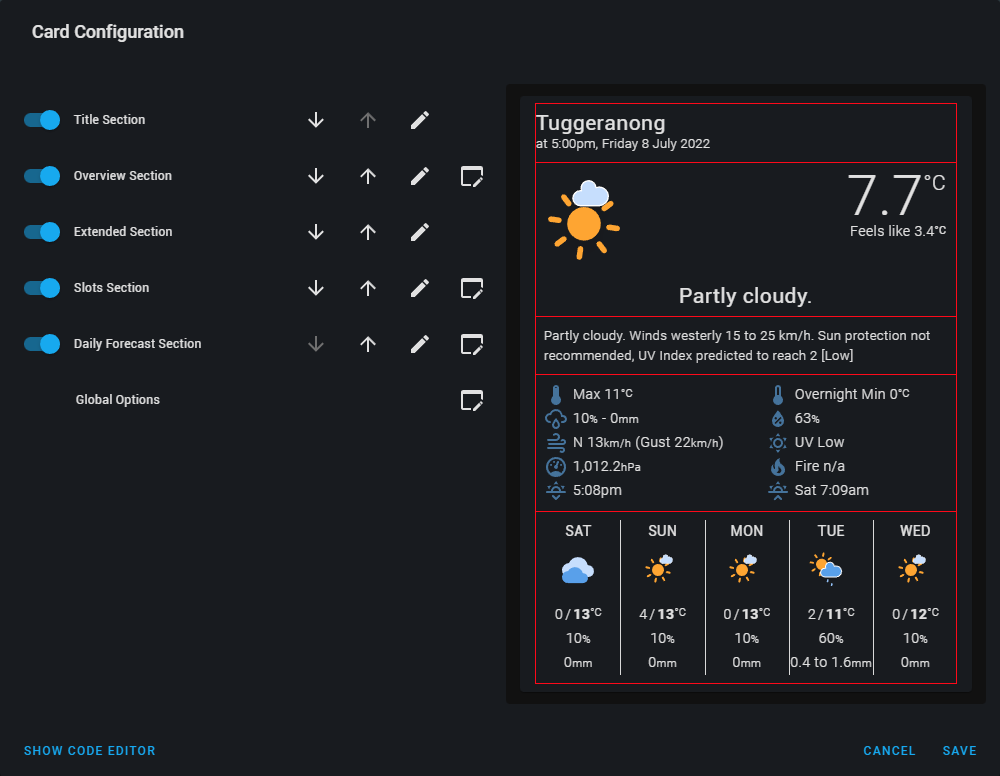 Card Configuration
Title Section
Overview Section
Extended Section
Slots Section
Daily Forecast Section
Global Options
Tuggeranong
at 5:00pm, Friday 8 July 2022
7.7°C
Feels like 3.4°C
Partly cloudy.
Partly cloudy. Winds westerly 15 to 25 km/h. Sun protection not
recommended, UV Index predicted to reach 2 [Low]
Max 11°C Overnight Min 0°C
10% - 0mm 63%
N 13km/h (Gust 22km/h) UV Low
1,012.2hPa Fire n/a
5:08pm Sat 7:09am
SAT SUN MON TUE WED
0/13°C 4/13°C 0/13°C 2/11°C 0/12°C
10% 10% 10% 60% 10%
0mm 0mm 0mm 0.4 to 1.6mm 0mm
SHOW CODE EDITOR CANCEL SAVE